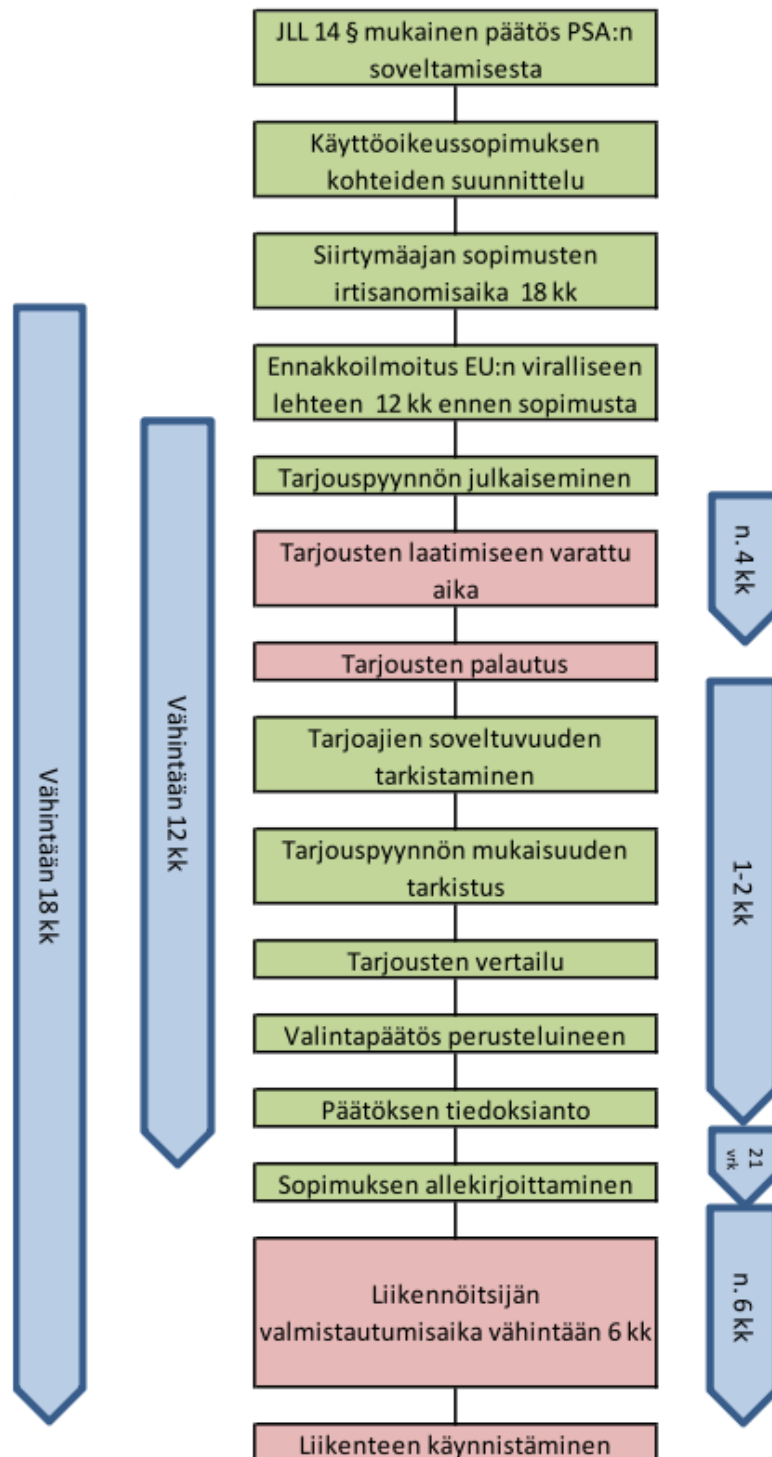 JLL 14 § mukainen päätös PSA:n
soveltamisesta
Käyttöoikeussopimuksen
kohteiden suunnittelu
Siirtymäajan sopimusten
irtisanomisaika 18 kk
Ennakkoilmoitus EU:n viralliseen
lehteen 12 kk ennen sopimusta
Tarjouspyynnön julkaiseminen
Tarjousten laatimiseen varattu
aika
Tarjousten palautus
Tarjoajien soveltuvuuden
tarkistaminen
Tarjouspyynnön mukaisuuden
tarkistus
Tarjousten vertailu
Valintapäätös perusteluineen
Päätöksen tiedoksianto
Sopimuksen allekirjoittaminen
Liikennöitsijän
valmistautumisaika vähintään 6 kk
Liikenteen käynnistäminen
Vähintään 18 kk
Vähintään 12 kk
n. 4 kk
1-2 kk
21
vrk
n. 6 kk